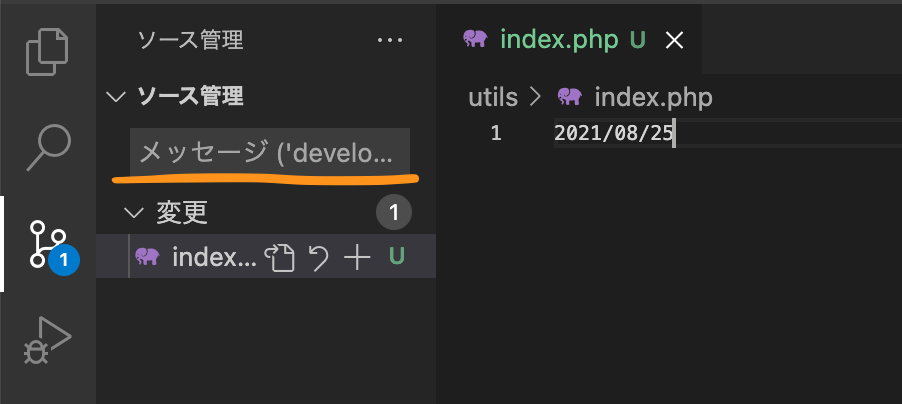 ソース管理 ...
ソース管理
メッセージ ('develo...
変更 1
index... U
1
index.php U
utils > index.php
1 2021/08/25